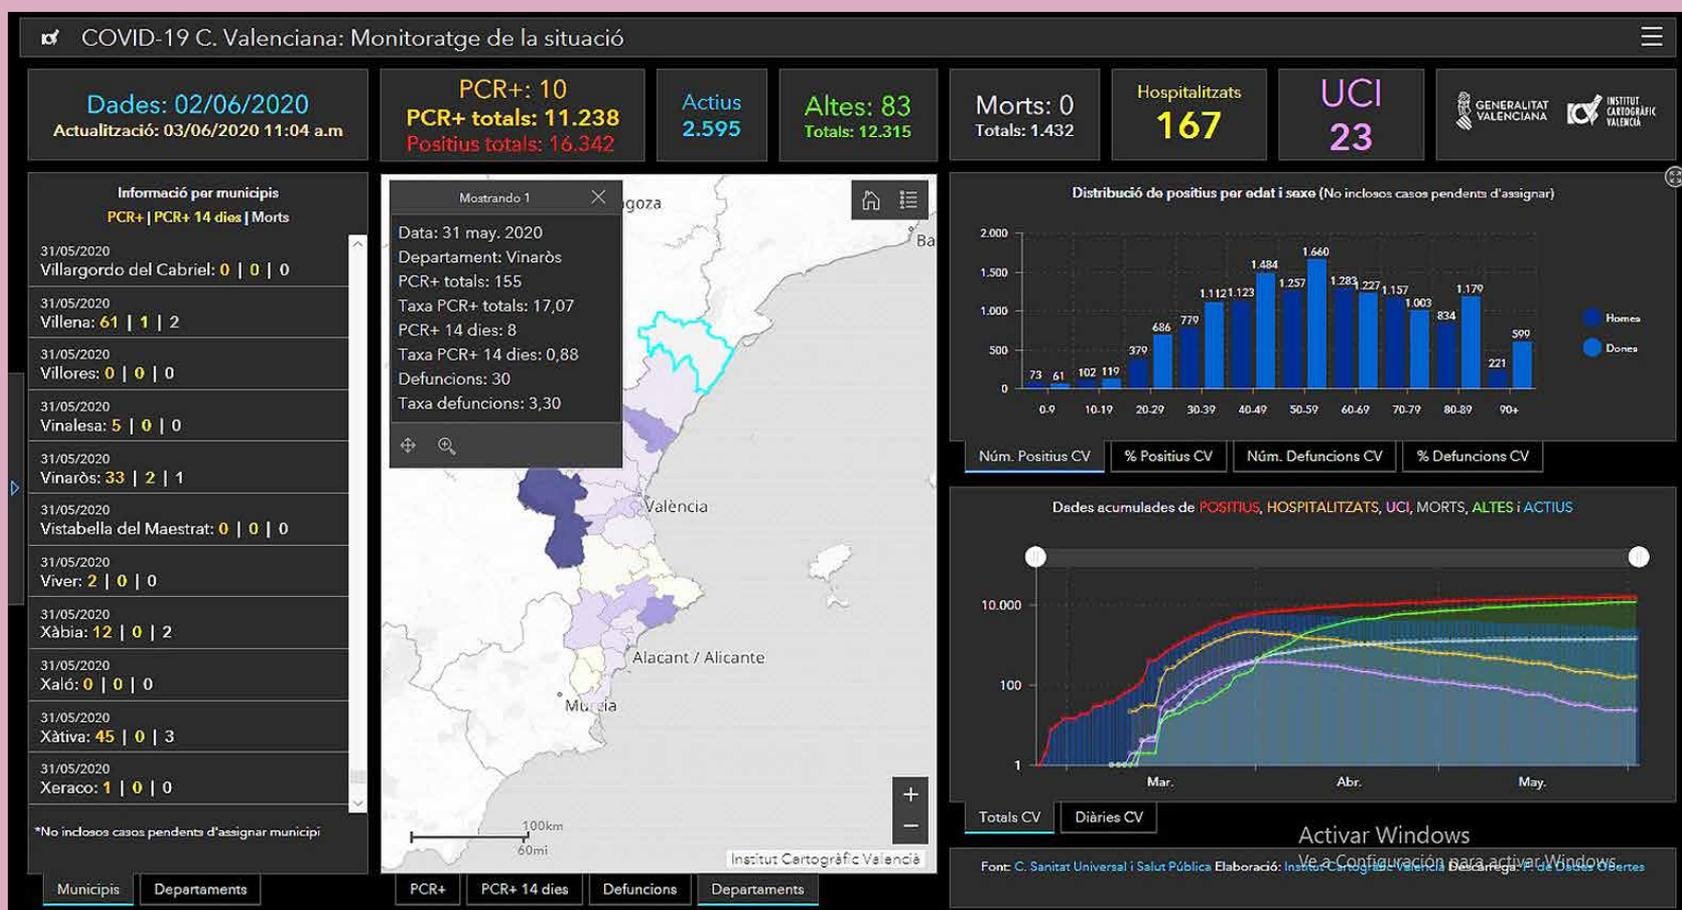 COVID-19 C. Valenciana: Monitoratge de la situació
Dades: 02/06/2020
Actualització: 03/06/2020 11:04 a.m
PCR+: 10
PCR+ totals: 11.238
Positius totals: 16.342
Actius
2.595
Altes: 83
Totals: 12.315
Morts: 0
Totals: 1.432
Hospitalitzats
167
UCI
23
GENERALITAT
VALENCIANA
INSTITUT
CARTOGRÀFIC
VALENCIÀ
Informació per municipis
PCR+ | PCR+ 14 dies | Morts
31/05/2020
Villargordo del Cabriel: 0 | 0 | 0
31/05/2020
Villena: 61 | 1 | 2
31/05/2020
Villores: 0 | 0 | 0
31/05/2020
Vinalesa: 5 | 0 | 0
31/05/2020
Vinaròs: 33 | 2 | 1
31/05/2020
Vistabella del Maestrat: 0 | 0 | 0
31/05/2020
Viver: 2 | 0 | 0
31/05/2020
Xàbia: 12 | 0 | 2
31/05/2020
Xaló: 0 | 0 | 0
31/05/2020
Xàtiva: 45 | 0 | 3
31/05/2020
Xeraco: 1 | 0 | 0
*No inclosos casos pendents d'assignar municipi
Municipis
Departaments
Mostrando 1
Data: 31 may. 2020
Departament: Vinaròs
PCR+ totals: 155
Taxa PCR+ totals: 17,07
PCR+ 14 dies: 8
Taxa PCR+ 14 dies: 0,88
Defuncions: 30
Taxa defuncions: 3,30
goza
Ba
València
Alacant / Alicante
Murcia
100km
60mi
Institut Cartogràfic Valencià
PCR+
PCR+ 14 dies
Defuncions
Departaments
Distribució de positius per edat i sexe (No inclosos casos pendents d'assignar)
2.000
1.500
1.000
500
0
73 61 102 119 379 686 779 1.112 1.123 1.484 1.257 1.660 1.283 1.227 1.157 1.003 834 1.179 221 599
0-9 10-19 20-29 30-39 40-49 50-59 60-69 70-79 80-89 90+
Homes
Dones
Núm. Positius CV
% Positius CV
Núm. Defuncions CV
% Defuncions CV
Dades acumulades de POSITIUS, HOSPITALITZATS, UCI, MORTS, ALTES i ACTIUS
10.000
100
1
Mar. Abr. May.
Totals CV
Diàries CV
Activar Windows
Ve a Configuración para activar Windows.
Font: C. Sanitat Universal i Salut Pública Elaboració: Institut Cartogràfic Valencià Descàrrega: P. de Dades Obertes